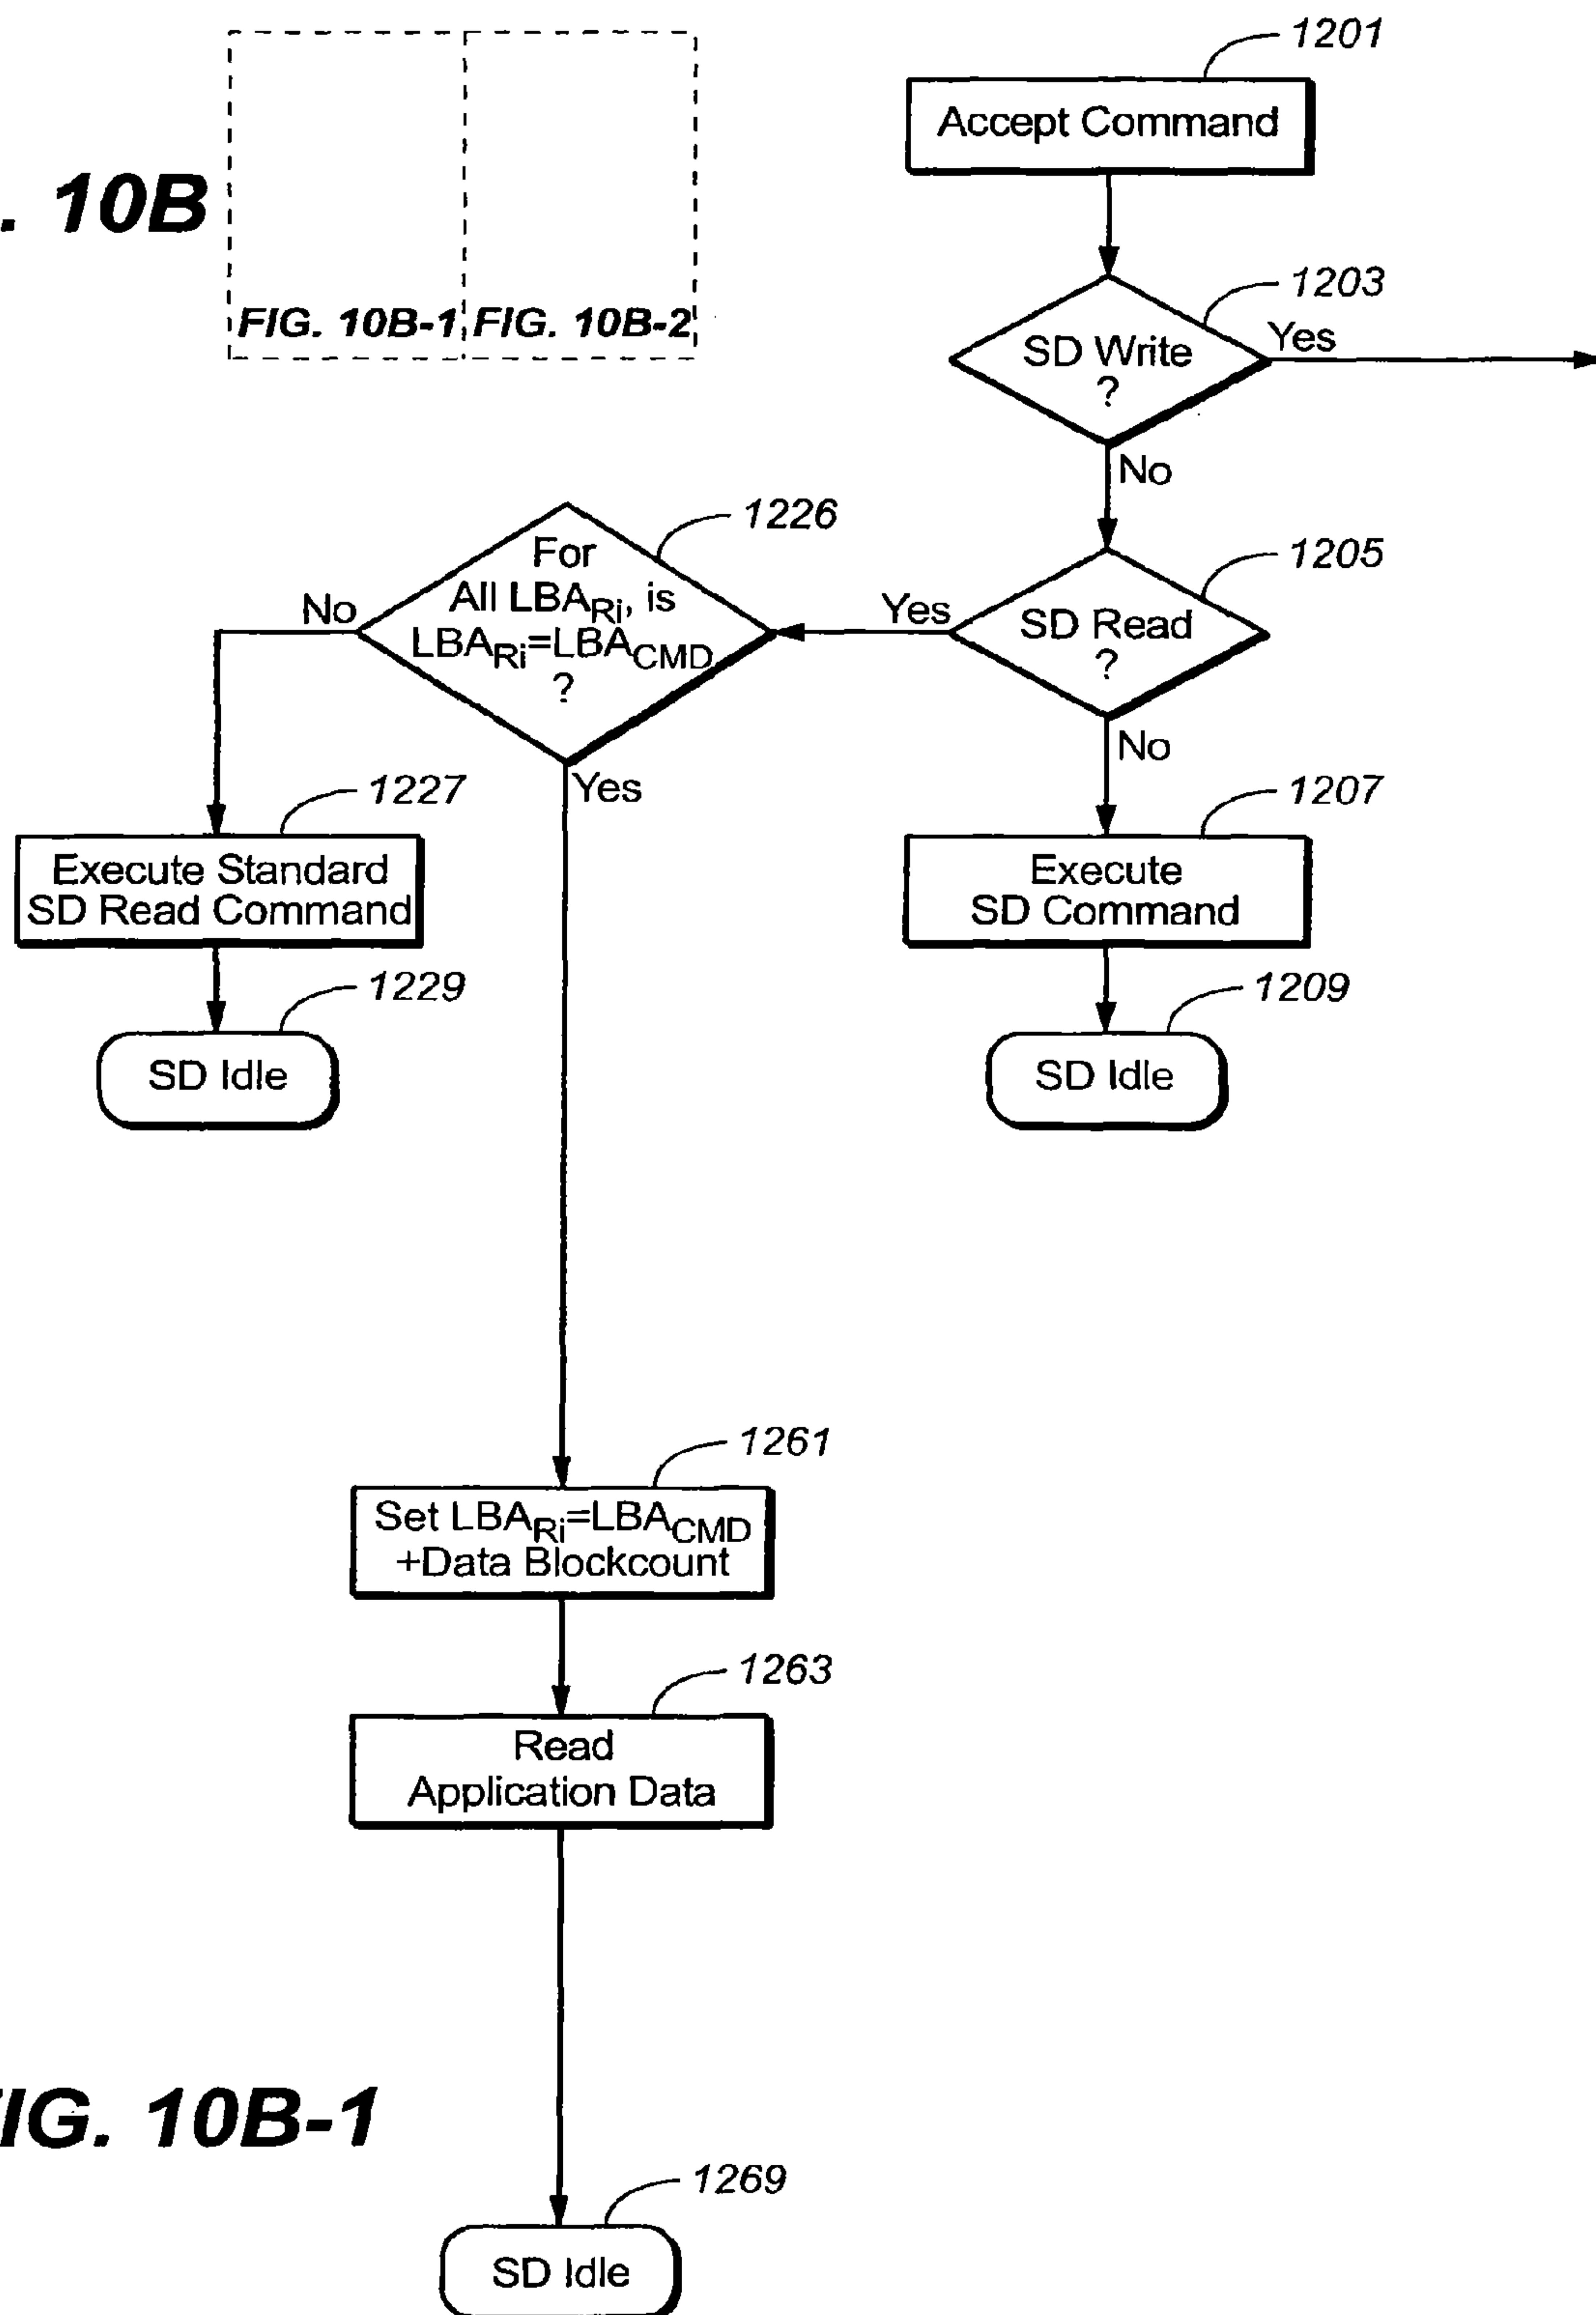 . 10B
FIG. 10B-1
FIG. 10B-2
1201
Accept Command
1203
SD Write
?
Yes
No
1205
SD Read
?
Yes
No
1226
For
All LBARi, is
LBARi=LBACMD
?
No
Yes
1227
Execute Standard
SD Read Command
1229
SD Idle
1207
Execute
SD Command
1209
SD Idle
1261
Set LBARi=LBACMD
+Data Blockcount
1263
Read
Application Data
1269
SD Idle
IG. 10B-1